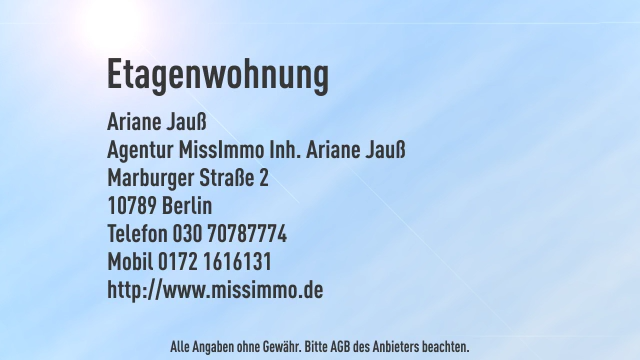 Etagenwohnung
Ariane Jauß
Agentur MissImmo Inh. Ariane Jauß
Marburger Straße 2
10789 Berlin
Telefon 030 70787774
Mobil 0172 1616131
http://www.missimmo.de
Alle Angaben ohne Gewähr. Bitte AGB des Anbieters beachten.